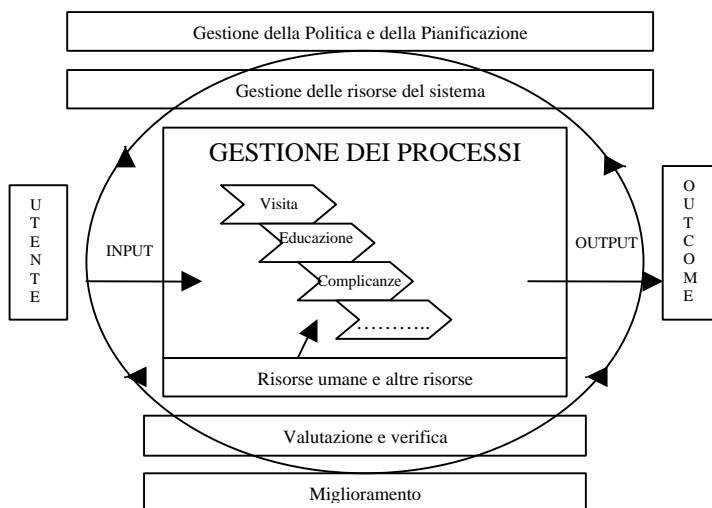 Gestione della Politica e della Pianificazione
Gestione delle risorse del sistema
GESTIONE DEI PROCESSI
UTENTE
INPUT
Visita
Educazione
Complicanze
………..
OUTPUT
OUTCOME
Risorse umane e altre risorse
Valutazione e verifica
Miglioramento